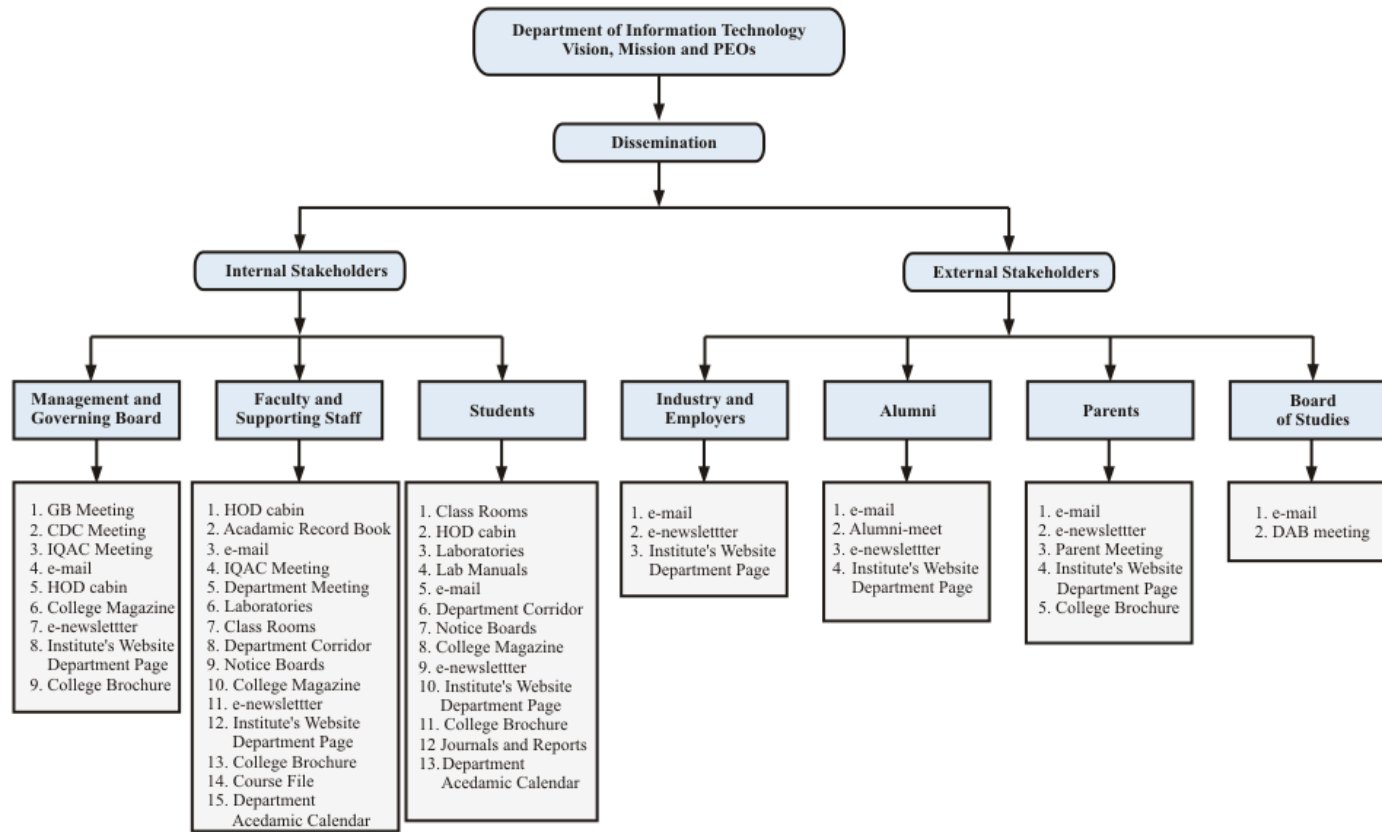 Department of Information Technology
Vision, Mission and PEOs
Dissemination
Internal Stakeholders
External Stakeholders
Management and
Governing Board
Faculty and
Supporting Staff
Students
Industry and
Employers
Alumni
Parents
Board
of Studies
1. GB Meeting
2. CDC Meeting
3. IQAC Meeting
4. e-mail
5. HOD cabin
6. College Magazine
7. e-newslettter
8. Institute's Website
Department Page
9. College Brochure
1. HOD cabin
2. Acadamic Record Book
3. e-mail
4. IQAC Meeting
5. Department Meeting
6. Laboratories
7. Class Rooms
8. Department Corridor
9. Notice Boards
10. College Magazine
11. e-newslettter
12. Institute's Website
Department Page
13. College Brochure
14. Course File
15. Department
Acedamic Calendar
1. Class Rooms
2. HOD cabin
3. Laboratories
4. Lab Manuals
5. e-mail
6. Department Corridor
7. Notice Boards
8. College Magazine
9. e-newslettter
10. Institute's Website
Department Page
11. College Brochure
12 Journals and Reports
13. Department
Acedamic Calendar
1. e-mail
2. e-newslettter
3. Institute's Website
Department Page
1. e-mail
2. Alumni-meet
3. e-newslettter
4. Institute's Website
Department Page
1. e-mail
2. e-newslettter
3. Parent Meeting
4. Institute's Website
Department Page
5. College Brochure
1. e-mail
2. DAB meeting